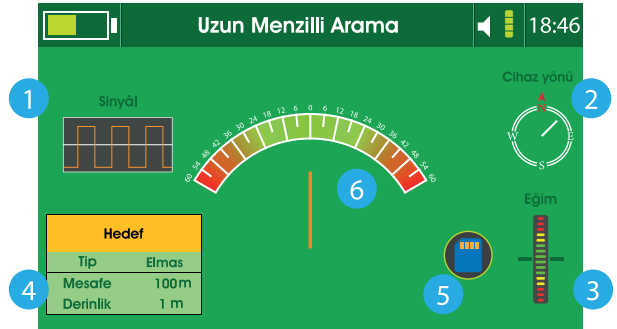 Uzun Menzilli Arama
18:46
1
Sinyâl
Cihaz yönü
2
N
W
E
S
60 54 48 42 36 30 24 18 12 6 0 6 12 18 24 30 36 42 48 54 60
6
Eğim
3
Hedef
Tip Elmas
Mesafe 100m
Derinlik 1 m
4
5